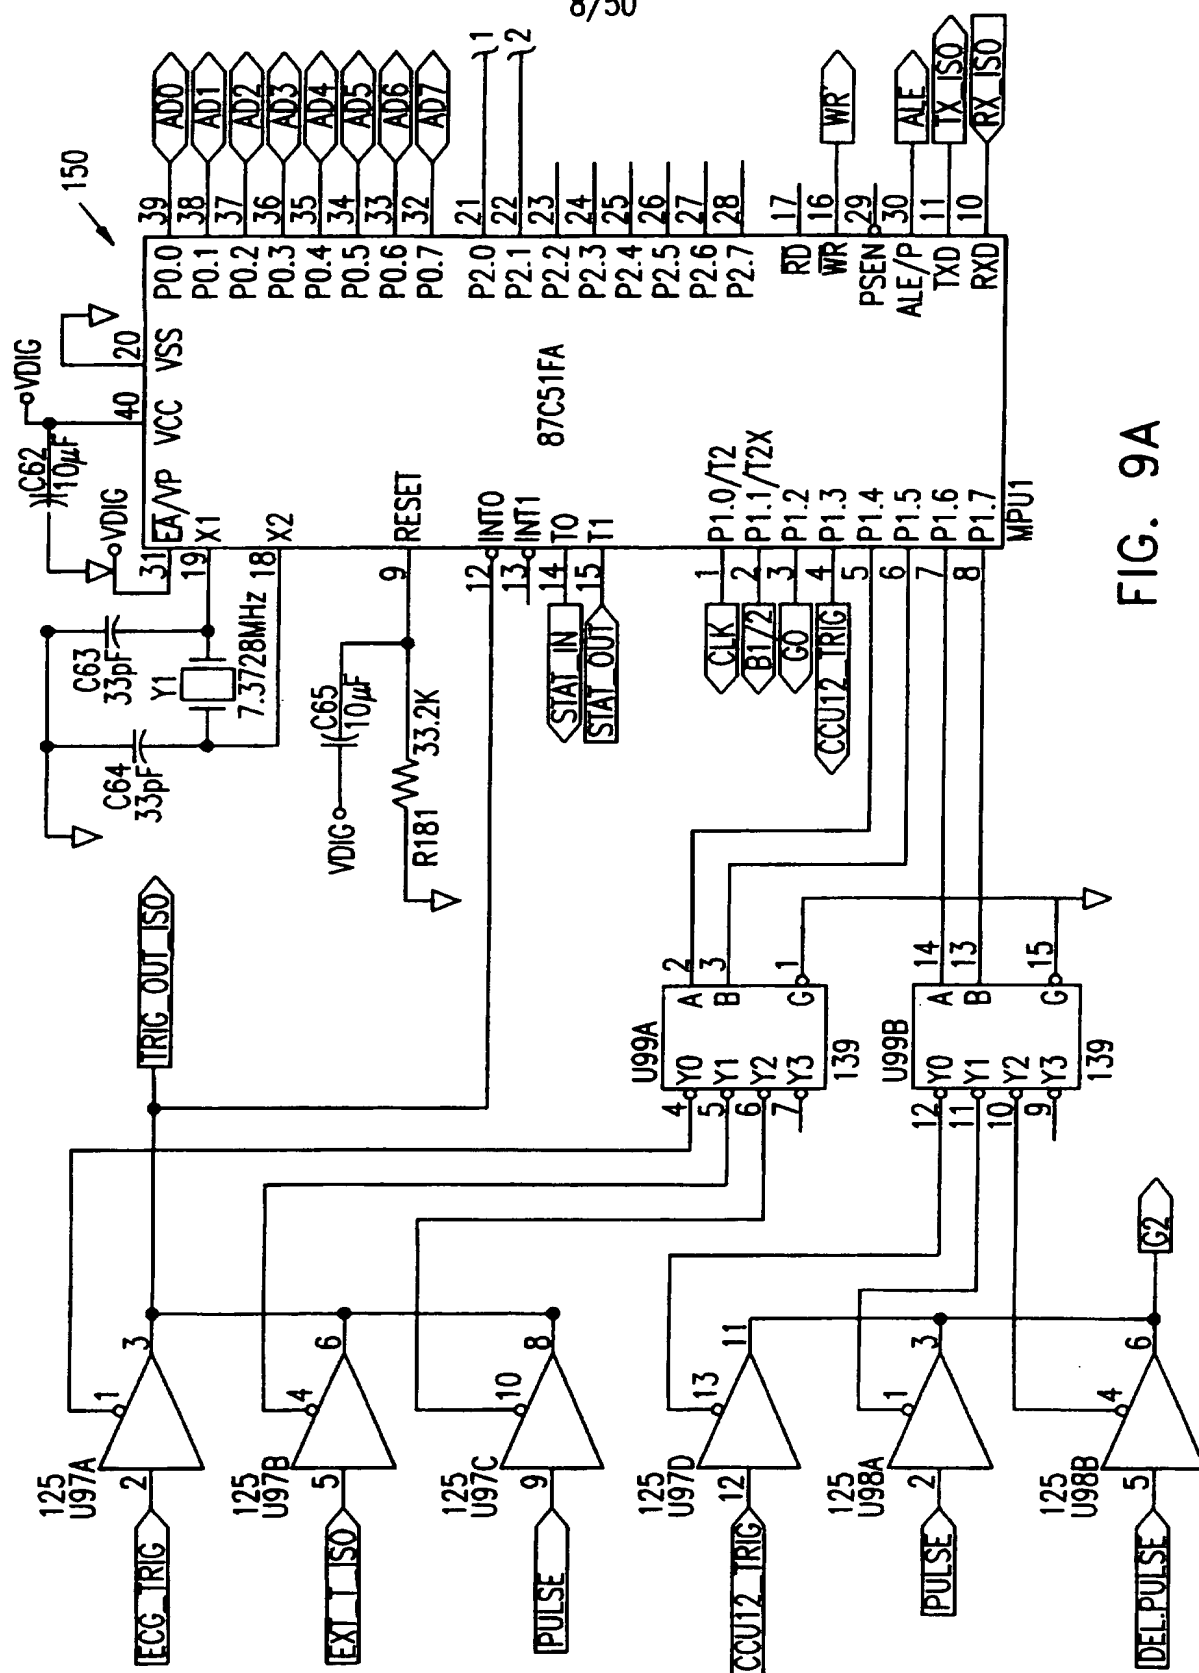 8/50
150
39
38
37
36
35
34
33
32
21
22
23
24
25
26
27
28
17
16
29
30
11
10
AD0
AD1
AD2
AD3
AD4
AD5
AD6
AD7
1
2
WR
ALE
TX_ISO
RX_ISO
P0.0
P0.1
P0.2
P0.3
P0.4
P0.5
P0.6
P0.7
P2.0
P2.1
P2.2
P2.3
P2.4
P2.5
P2.6
P2.7
RD
WR
PSEN
ALE/P
TXD
RXD
VDIG
20
VSS
40
VCC
C62
10µF
VDIG
87C51FA
31
19
18
9
12
13
14
15
1
2
3
4
5
6
7
8
EA/VP
X1
X2
RESET
INT0
INT1
TO
T1
P1.0/T2
P1.1/T2X
P1.2
P1.3
P1.4
P1.5
P1.6
P1.7
MPU1
C63
33pF
Y1
7.3728MHz
C64
33pF
C65
10µF
VDIG
33.2K
R181
STAT_IN
STAT_OUT
CLK
B1/2
GO
CCU12_TRIG
TRIG_OUT_ISO
U99A
2
3
1
A
B
G
Y0
Y1
Y2
Y3
4
5
6
7
139
U99B
14
13
15
A
B
G
Y0
Y1
Y2
Y3
12
11
10
9
139
125
U97A
1
2
3
ECG_TRIG
125
U97B
4
5
6
EXT_T_ISO
125
U97C
10
9
8
PULSE
125
U97D
13
12
11
CCU12_TRIG
125
U98A
1
2
3
PULSE
125
U98B
4
5
6
DEL.PULSE
G2
FIG. 9A